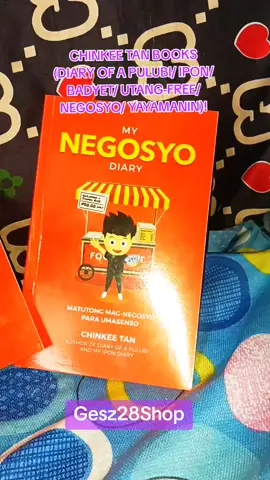 CHINKEE TAN BOOKS
(DIARY OF A PULUBI/ IPON/
BADYET/ UTANG-FREE/
NEGOSYO/ YAYAMANIN)!
MY
NEGOSYO
DIARY
MATUTONG MAG-NEGOSYO
PARA UMASENSO
CHINKEE TAN
AUTHOR OF DIARY OF A PULUBI
AND MY IPON DIARY
Gesz28Shop